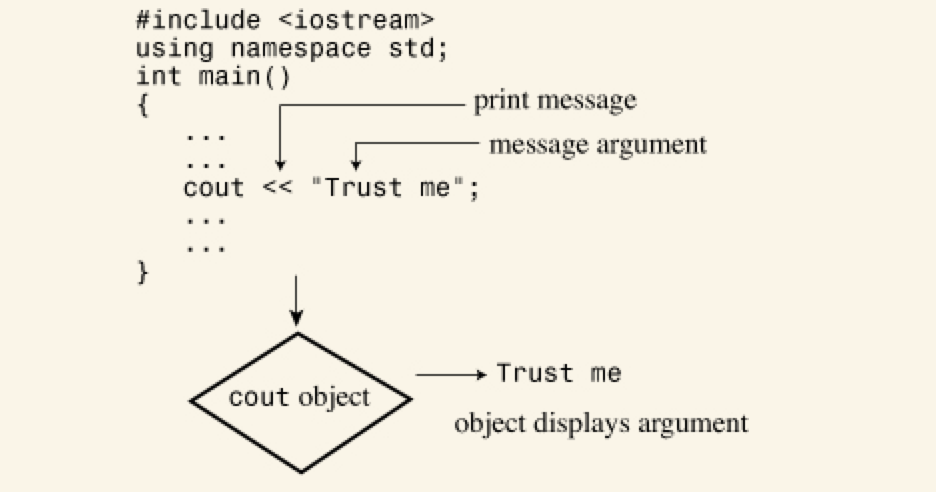 #include <iostream>
using namespace std;
int main()
{
print message
...
message argument
...
cout << "Trust me";
...
...
}
cout object
Trust me
object displays argument